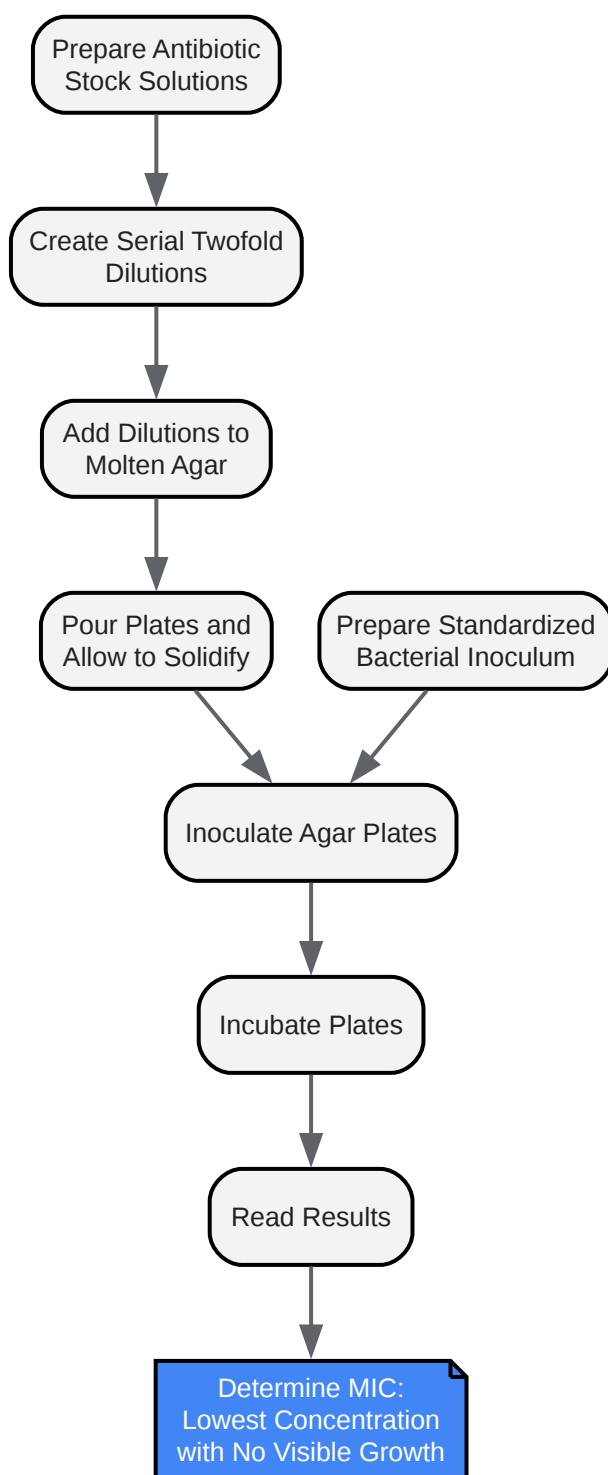 Prepare Antibiotic
Stock Solutions
Create Serial Twofold
Dilutions
Add Dilutions to
Molten Agar
Pour Plates and
Allow to Solidify
Prepare Standardized
Bacterial Inoculum
Inoculate Agar Plates
Incubate Plates
Read Results
Determine MIC:
Lowest Concentration
with No Visible Growth